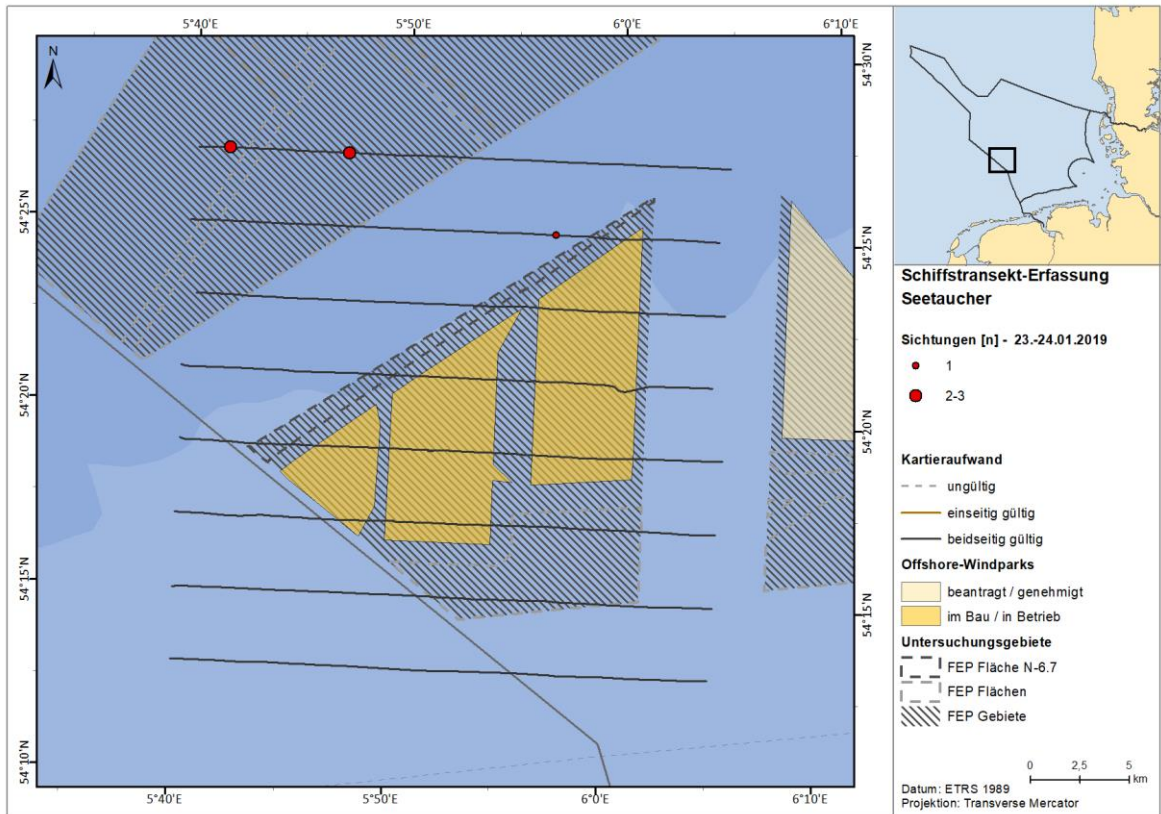 5°40'E
5°50'E
6°0'E
6°10'E
N
54°30'N
54°25'N
54°25'N
54°20'N
54°20'N
54°15'N
54°15'N
54°10'N
5°40'E
5°50'E
6°0'E
6°10'E
Schiffstransekt-Erfassung
Seetaucher
Sichtungen [n] - 23.-24.01.2019
1
2-3
Kartieraufwand
ungültig
einseitig gültig
beidseitig gültig
Offshore-Windparks
beantragt / genehmigt
im Bau / in Betrieb
Untersuchungsgebiete
FEP Fläche N-6.7
FEP Flächen
FEP Gebiete
0 2,5 5
km
Datum: ETRS 1989
Projektion: Transverse Mercator